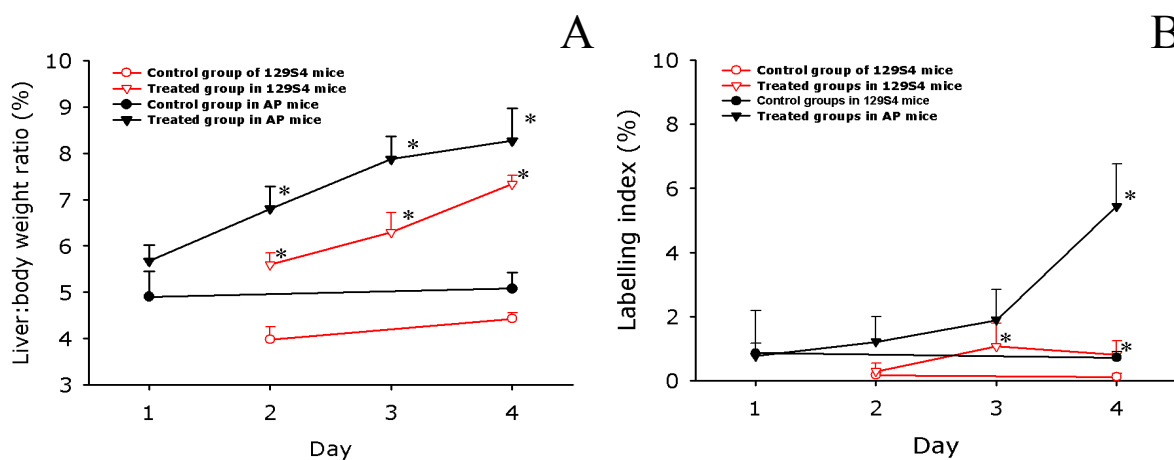 A
Liver:body weight ratio (%)
10
9
8
7
6
5
4
3
Control group of 129S4 mice
Treated group in 129S4 mice
Control group in AP mice
Treated group in AP mice
*
*
*
*
*
*
1 2 3 4
Day
B
Labelling index (%)
10
8
6
4
2
0
Control group of 129S4 mice
Treated groups in 129S4 mice
Control groups in 129S4 mice
Treated groups in AP mice
*
*
*
1 2 3 4
Day